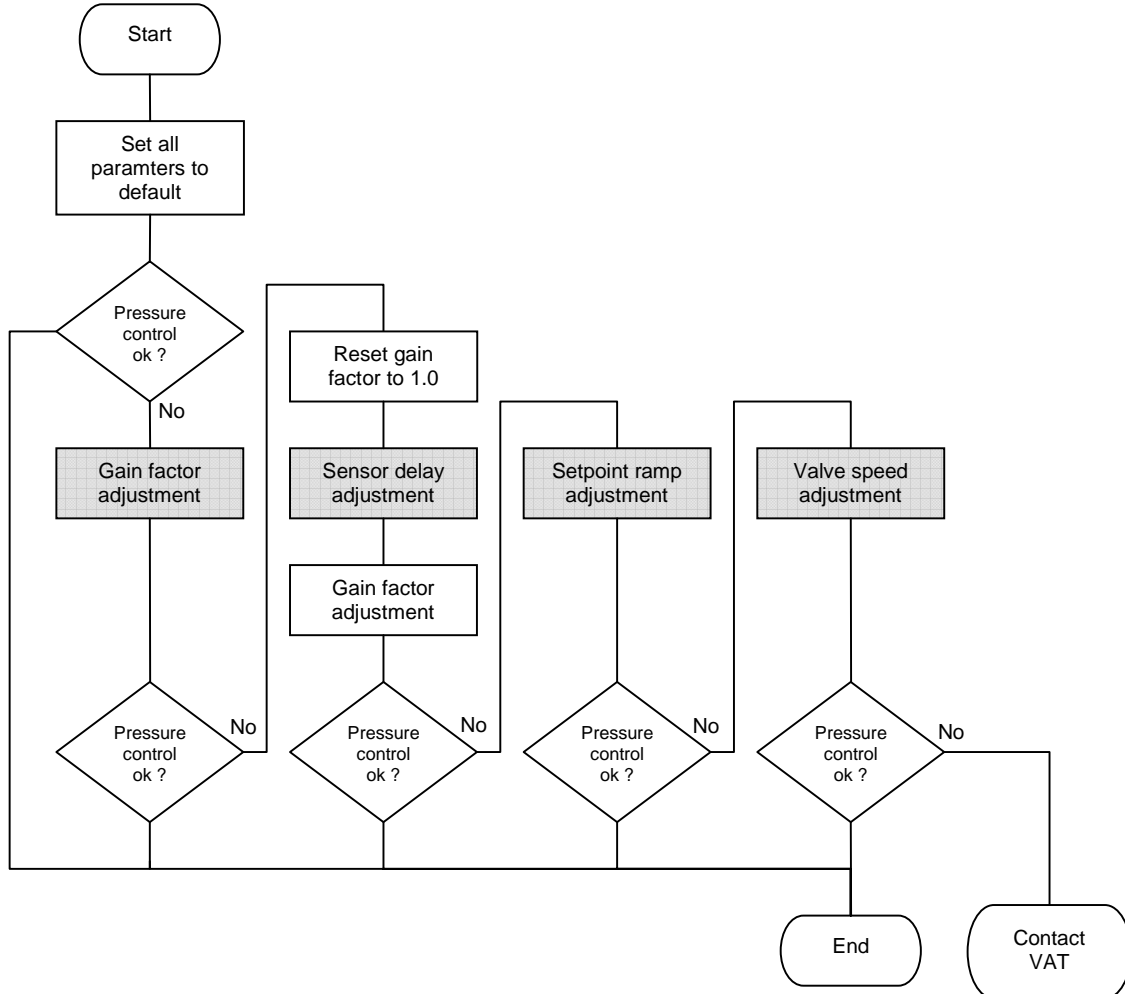 Start
Set all
paramters to
default
Pressure
control
ok ?
No
Gain factor
adjustment
Pressure
control
ok ?
No
Reset gain
factor to 1.0
Sensor delay
adjustment
Gain factor
adjustment
Pressure
control
ok ?
No
Setpoint ramp
adjustment
Pressure
control
ok ?
No
Valve speed
adjustment
Pressure
control
ok ?
No
End
Contact
VAT